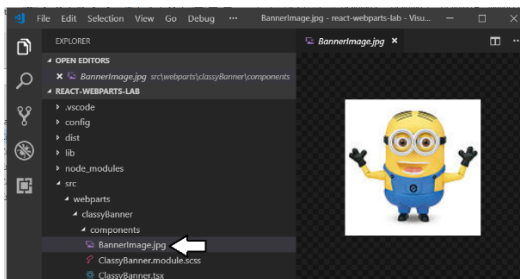 File Edit Selection View Go Debug ··· BannerImage.jpg - react-webparts-lab - Visu...
EXPLORER
BannerImage.jpg
OPEN EDITORS
BannerImage.jpg src\webparts\classyBanner\components
REACT-WEBPARTS-LAB
.vscode
config
dist
lib
node_modules
src
webparts
classyBanner
components
BannerImage.jpg
ClassyBanner.module.scss
ClassyBanner.tsx